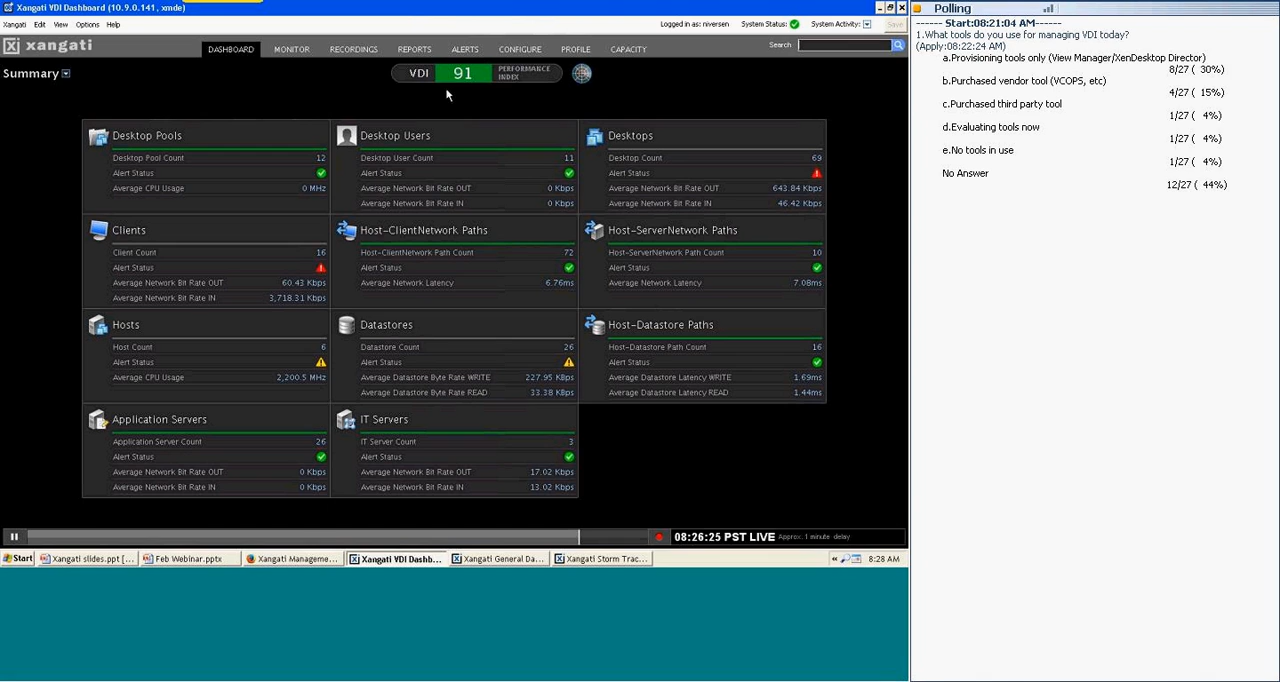 Xangati VDI Dashboard (10.9.0.141, xmde)
Xangati Edit View Options Help
Logged in as: niversen System Status: System Activity: Save
xangati
DASHBOARD MONITOR RECORDINGS REPORTS ALERTS CONFIGURE PROFILE CAPACITY
Search
Summary
VDI 91 PERFORMANCE INDEX
Desktop Pools
Desktop Pool Count 12
Alert Status
Average CPU Usage 0 MHz
Desktop Users
Desktop User Count 11
Alert Status
Average Network Bit Rate OUT 0 Kbps
Average Network Bit Rate IN 0 Kbps
Desktops
Desktop Count 69
Alert Status
Average Network Bit Rate OUT 643.84 Kbps
Average Network Bit Rate IN 46.42 Kbps
Clients
Client Count 16
Alert Status
Average Network Bit Rate OUT 60.43 Kbps
Average Network Bit Rate IN 3,718.31 Kbps
Host-ClientNetwork Paths
Host-ClientNetwork Path Count 72
Alert Status
Average Network Latency 6.76ms
Host-ServerNetwork Paths
Host-ServerNetwork Path Count 10
Alert Status
Average Network Latency 7.08ms
Hosts
Host Count 6
Alert Status
Average CPU Usage 2,200.5 MHz
Datastores
Datastore Count 26
Alert Status
Average Datastore Byte Rate WRITE 227.95 KBps
Average Datastore Byte Rate READ 33.38 KBps
Host-Datastore Paths
Host-Datastore Path Count 16
Alert Status
Average Datastore Latency WRITE 1.69ms
Average Datastore Latency READ 1.44ms
Application Servers
Application Server Count 26
Alert Status
Average Network Bit Rate OUT 0 Kbps
Average Network Bit Rate IN 0 Kbps
IT Servers
IT Server Count 3
Alert Status
Average Network Bit Rate OUT 17.02 Kbps
Average Network Bit Rate IN 13.02 Kbps
08:26:25 PST LIVE Approx. 1 minute delay
Start Xangati slides.ppt [... Feb Webinar.pptx Xangati Manageme... Xangati VDI Dashb... Xangati General Da... Xangati Storm Trac... 8:28 AM
Polling
------ Start:08:21:04 AM------
1.What tools do you use for managing VDI today?
(Apply:08:22:24 AM)
a.Provisioning tools only (View Manager/XenDesktop Director)
8/27 ( 30%)
b.Purchased vendor tool (VCOPS, etc)
4/27 ( 15%)
c.Purchased third party tool
1/27 ( 4%)
d.Evaluating tools now
1/27 ( 4%)
e.No tools in use
1/27 ( 4%)
No Answer
12/27 ( 44%)